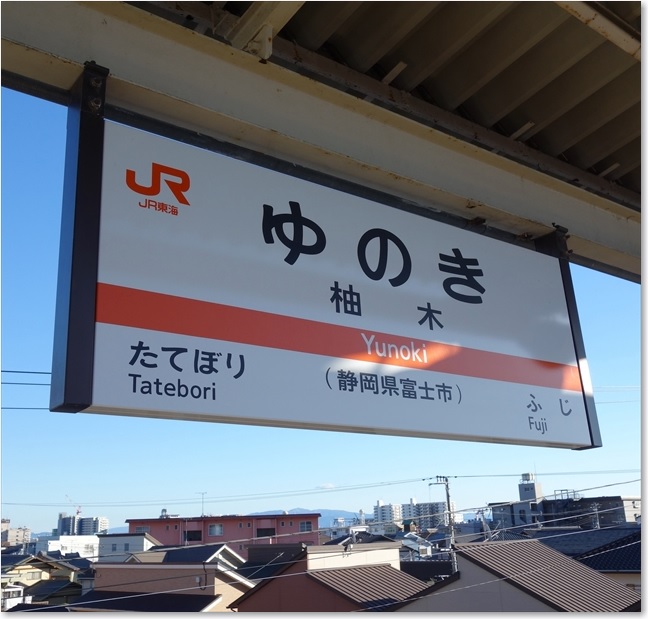 JR
JR東海
ゆのき
柚木
Yunoki
たてぼり
Tatebori
(静岡県富士市)
ふじ
Fuji